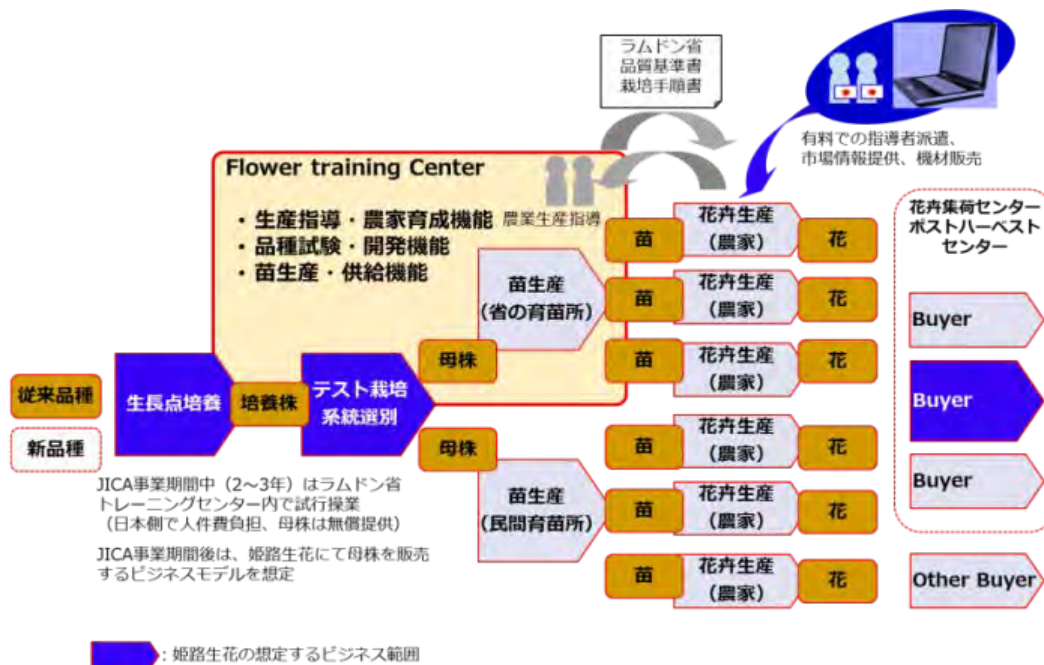 ラムドン省
品質基準書
栽培手順書
有料での指導者派遣、
市場情報提供、機材販売
Flower training Center
・生産指導・農家育成機能
・品種試験・開発機能
・苗生産・供給機能
農業生産指導
従来品種
新品種
生長点培養
培養株
テスト栽培
系統選別
母株
母株
苗生産
（省の育苗所）
苗生産
（民間育苗所）
苗
花卉生産
（農家）
花
苗
花卉生産
（農家）
花
苗
花卉生産
（農家）
花
苗
花卉生産
（農家）
花
苗
花卉生産
（農家）
花
苗
花卉生産
（農家）
花
花卉集荷センター
ポストハーベスト
センター
Buyer
Buyer
Buyer
Other Buyer
JICA事業期間中（2～3年）はラムドン省
トレーニングセンター内で試行操業
（日本側で人件費負担、母株は無償提供）
JICA事業期間後は、姫路生花にて母株を販売
するビジネスモデルを想定
：姫路生花の想定するビジネス範囲